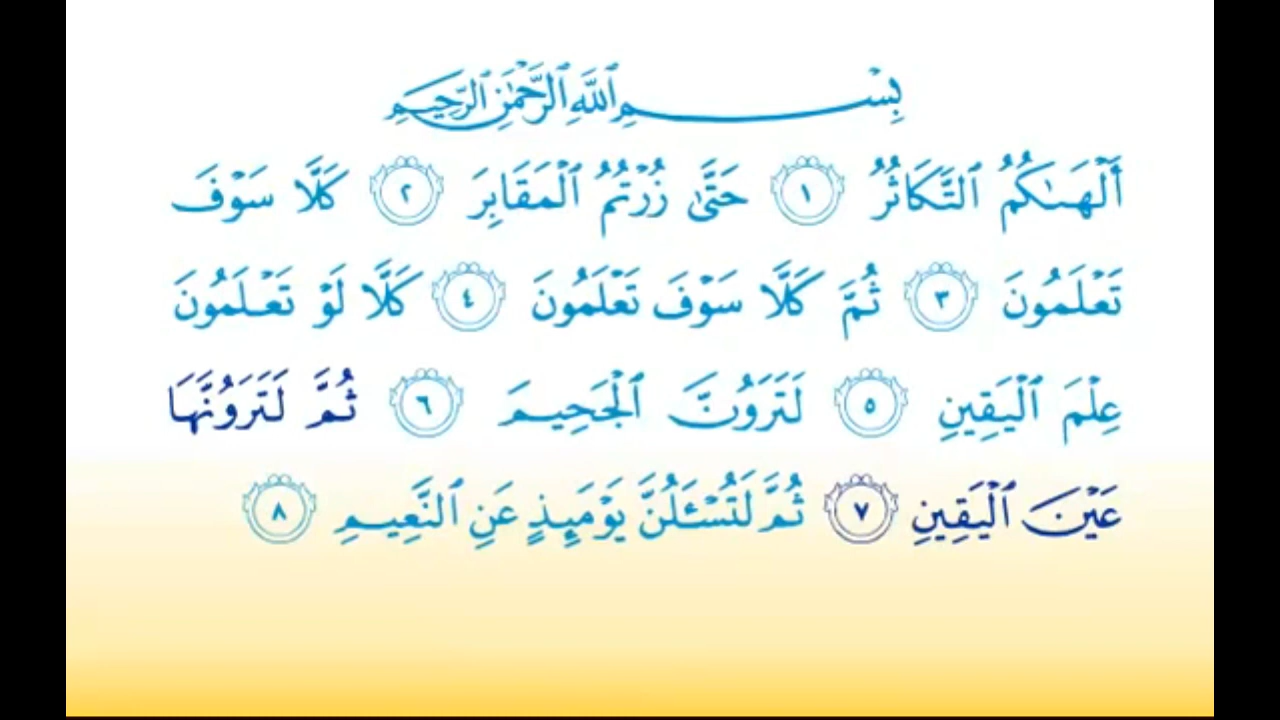 بِسْمِ ٱللَّهِ ٱلرَّحْمَٰنِ ٱلرَّحِيمِ
أَلْهَىٰكُمُ ٱلتَّكَاثُرُ ١ حَتَّىٰ زُرْتُمُ ٱلْمَقَابِرَ ٢ كَلَّا سَوْفَ
تَعْلَمُونَ ٣ ثُمَّ كَلَّا سَوْفَ تَعْلَمُونَ ٤ كَلَّا لَوْ تَعْلَمُونَ
عِلْمَ ٱلْيَقِينِ ٥ لَتَرَوُنَّ ٱلْجَحِيمَ ٦ ثُمَّ لَتَرَوُنَّهَا
عَيْنَ ٱلْيَقِينِ ٧ ثُمَّ لَتُسْـَٔلُنَّ يَوْمَئِذٍ عَنِ ٱلنَّعِيمِ ٨